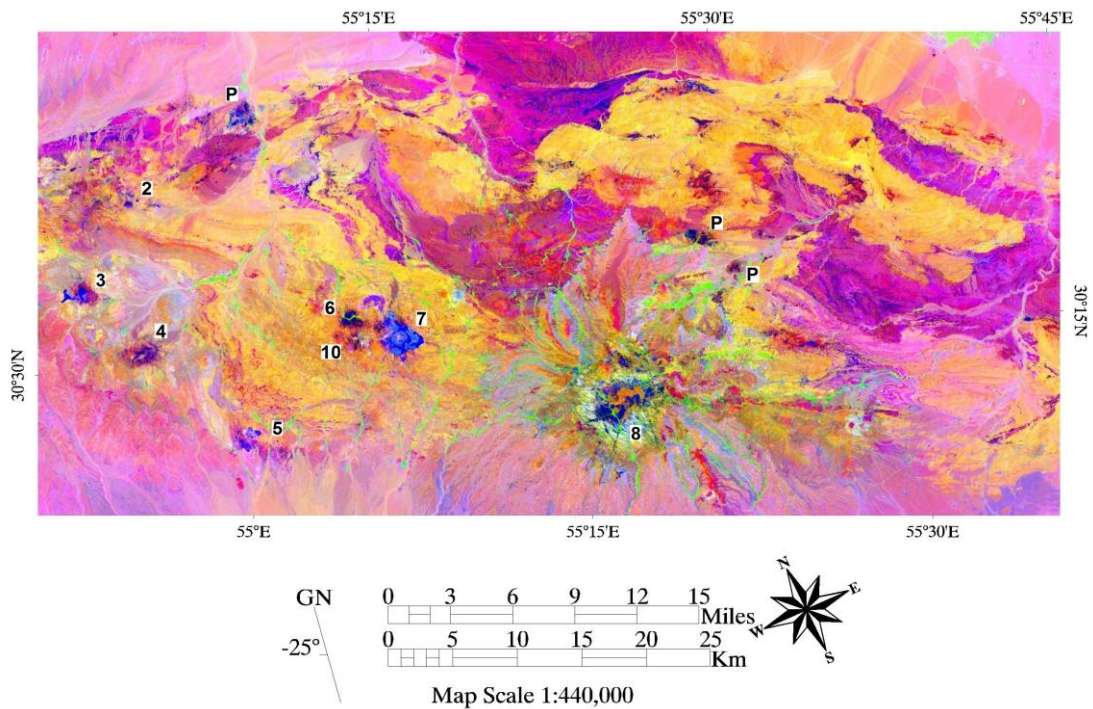 55°15'E 55°30'E 55°45'E
P
2
P
3
P
6 7
30°15'N
4
10
30°30'N
5
8
55°E 55°15'E 55°30'E
GN
-25°
0 3 6 9 12 15
Miles
0 5 10 15 20 25
Km
N
E
W
S
Map Scale 1:440,000